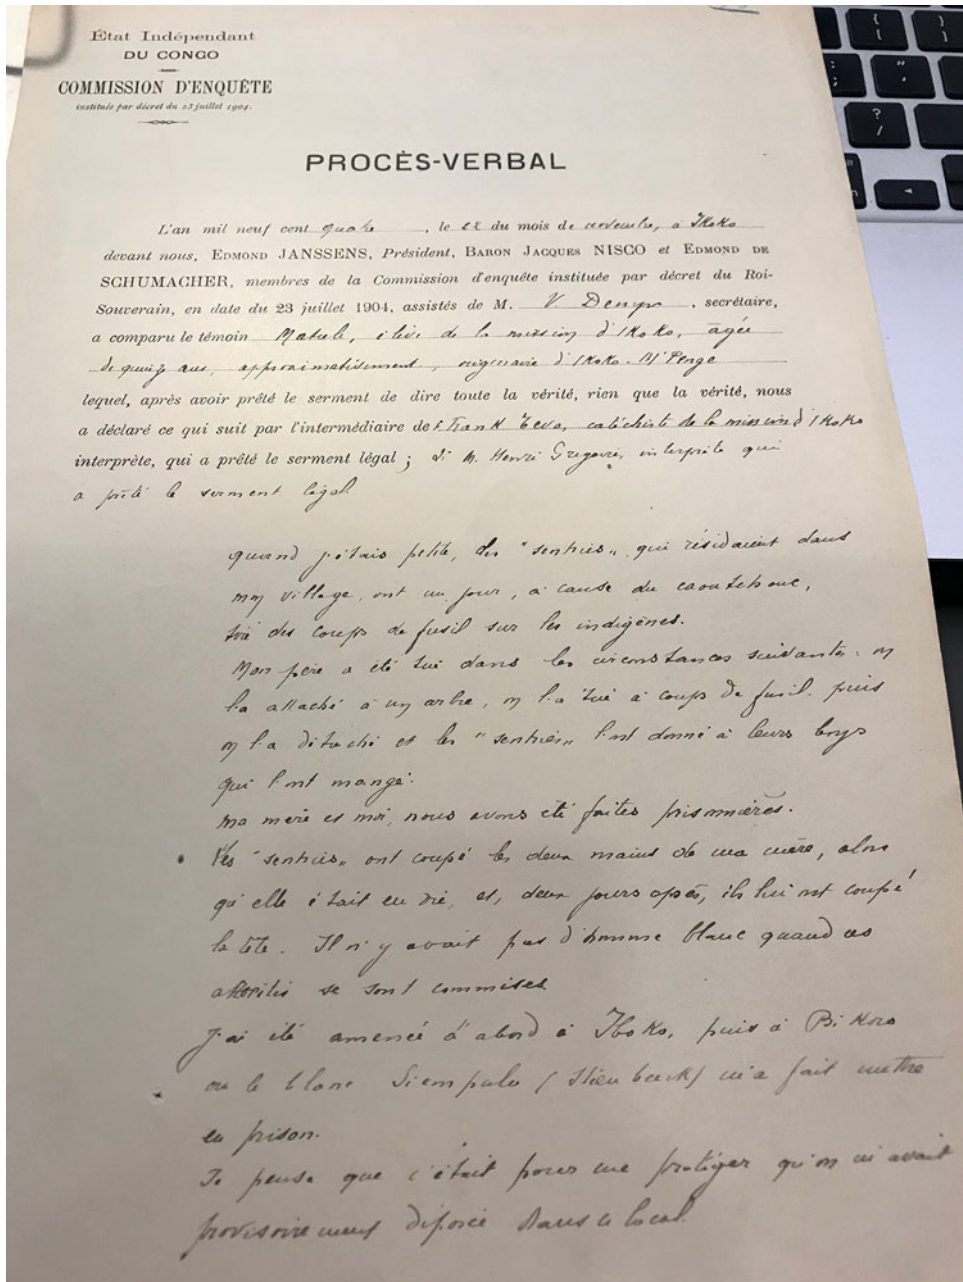 État Indépendant
DU CONGO
COMMISSION D'ENQUÊTE
instituée par décret du 23 juillet 1904.
PROCÈS-VERBAL
L'an mil neuf cent quatre, le du mois de novembre, à Ikoko
devant nous, EDMOND JANSSENS, Président, BARON JACQUES NISCO et EDMOND DE
SCHUMACHER, membres de la Commission d'enquête instituée par décret du Roi-
Souverain, en date du 23 juillet 1904, assistés de M. V Denyn, secrétaire,
a comparu le témoin Matuli, élève de la mission d'Ikoko, âgée
de quinze ans, approximativement, originaire d'Ikoko.
lequel, après avoir prêté le serment de dire toute la vérité, rien que la vérité, nous
a déclaré ce qui suit par l'intermédiaire de Frank Teva, catéchiste de la mission d'Ikoko
interprète, qui a prêté le serment légal; M. Henri Grégoire, interprète qui
a prêté le serment légal
quand j'étais petite, des "sentries" qui résidaient dans
mon village, ont un jour, à cause du caoutchouc,
tiré des coups de fusil sur les indigènes.
Mon père a été tué dans les circonstances suivantes: on
l'a attaché à un arbre, on l'a tué à coups de fusil. puis
on l'a détaché et les "sentries" l'ont donné à leurs boys
qui l'ont mangé.
ma mère et moi, nous avons été faites prisonnières.
Les "sentries" ont coupé les deux mains de ma mère, alors
qu'elle était en vie, et, deux jours après, ils lui ont coupé
la tête. Il n'y avait pas d'homme blanc quand ces
se sont commises
J'ai été amenée d'abord à Iboko, puis à Bikoro
ou le blanc m'a fait mettre
en prison.
Je pense que c'était pour me protéger qu'on m'avait
provisoirement déposée dans ce local.